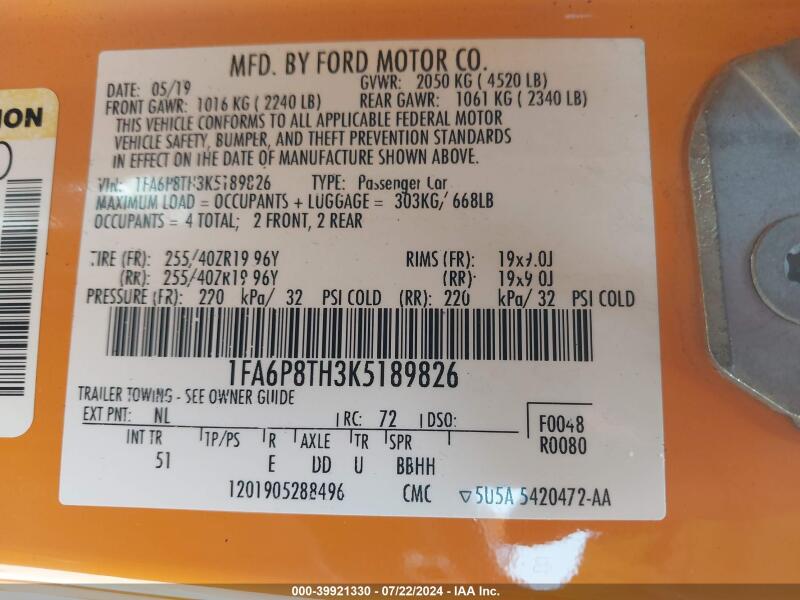 MFD. BY FORD MOTOR CO.
DATE: 05/19 GVWR: 2050 KG ( 4520 LB)
FRONT GAWR: 1016 KG ( 2240 LB) REAR GAWR: 1061 KG ( 2340 LB)
THIS VEHICLE CONFORMS TO ALL APPLICABLE FEDERAL MOTOR
VEHICLE SAFETY, BUMPER, AND THEFT PREVENTION STANDARDS
IN EFFECT ON THE DATE OF MANUFACTURE SHOWN ABOVE.
VIN: 1FA6P8TH3K5189826 TYPE: Passenger Car
MAXIMUM LOAD = OCCUPANTS + LUGGAGE = 303KG/ 668LB
OCCUPANTS = 4 TOTAL; 2 FRONT, 2 REAR
TIRE (FR): 255/40ZR19 96Y RIMS (FR): 19x9.0J
(RR): 255/40ZR19 96Y (RR): 19x9.0J
PRESSURE (FR): 220 kPa/ 32 PSI COLD (RR): 220 kPa/ 32 PSI COLD
1FA6P8TH3K5189826
TRAILER TOWING - SEE OWNER GUIDE
EXT PNT: NL RC: 72 DSO:
F0048
R0080
INT TR TP/PS R AXLE TR SPR
51 E DD U BBHH
1201905288496 CMC ▽5U5A 5420472-AA
NION
000-39921330 - 07/22/2024 - IAA Inc.